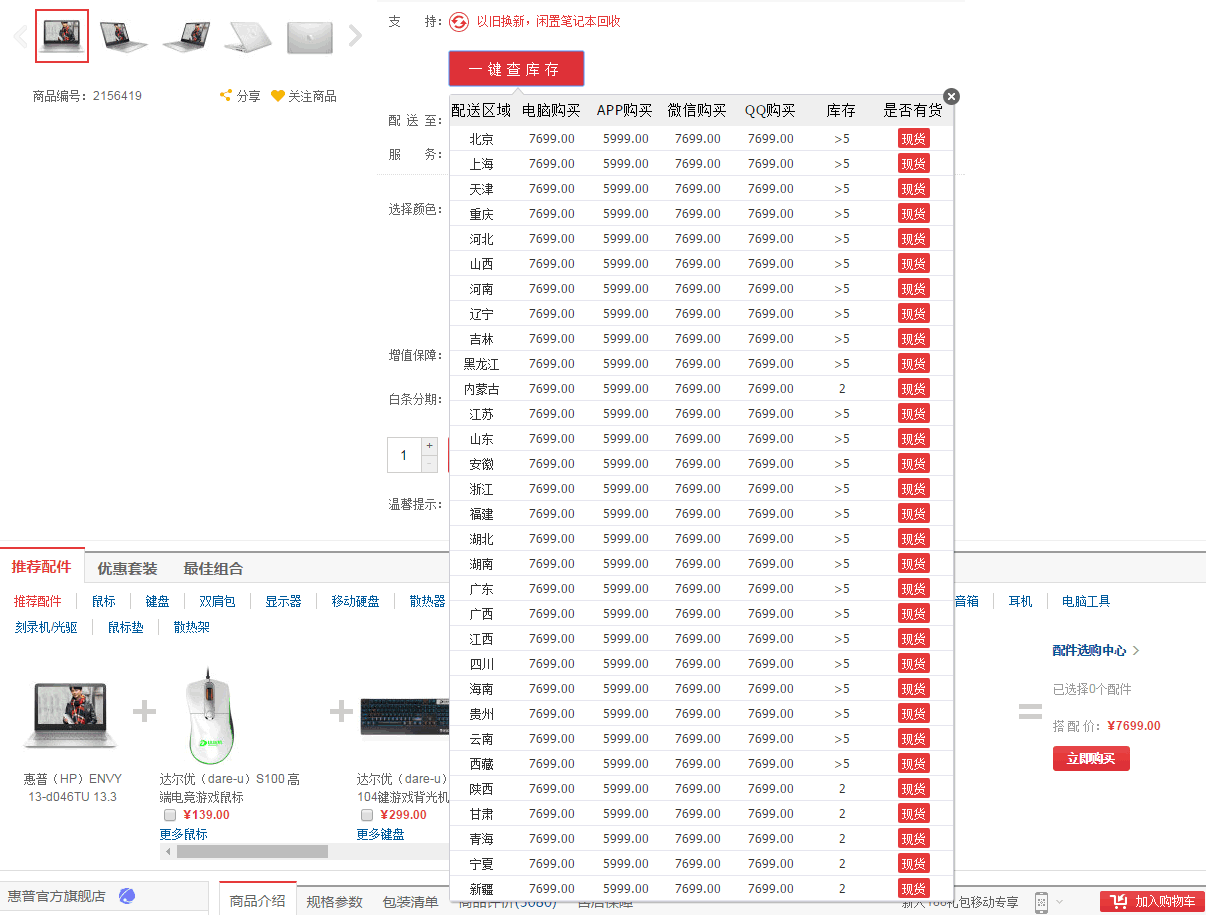 支 持： 以旧换新，闲置笔记本回收
一键查库存
商品编号：2156419 分享 关注商品
配 送 至：
服 务：
选择颜色：
增值保障：
白条分期：
1 + -
温馨提示：
配送区域 电脑购买 APP购买 微信购买 QQ购买 库存 是否有货
北京 7699.00 5999.00 7699.00 7699.00 >5 现货
上海 7699.00 5999.00 7699.00 7699.00 >5 现货
天津 7699.00 5999.00 7699.00 7699.00 >5 现货
重庆 7699.00 5999.00 7699.00 7699.00 >5 现货
河北 7699.00 5999.00 7699.00 7699.00 >5 现货
山西 7699.00 5999.00 7699.00 7699.00 >5 现货
河南 7699.00 5999.00 7699.00 7699.00 >5 现货
辽宁 7699.00 5999.00 7699.00 7699.00 >5 现货
吉林 7699.00 5999.00 7699.00 7699.00 >5 现货
黑龙江 7699.00 5999.00 7699.00 7699.00 >5 现货
内蒙古 7699.00 5999.00 7699.00 7699.00 2 现货
江苏 7699.00 5999.00 7699.00 7699.00 >5 现货
山东 7699.00 5999.00 7699.00 7699.00 >5 现货
安徽 7699.00 5999.00 7699.00 7699.00 >5 现货
浙江 7699.00 5999.00 7699.00 7699.00 >5 现货
福建 7699.00 5999.00 7699.00 7699.00 >5 现货
湖北 7699.00 5999.00 7699.00 7699.00 >5 现货
湖南 7699.00 5999.00 7699.00 7699.00 >5 现货
广东 7699.00 5999.00 7699.00 7699.00 >5 现货
广西 7699.00 5999.00 7699.00 7699.00 >5 现货
江西 7699.00 5999.00 7699.00 7699.00 >5 现货
四川 7699.00 5999.00 7699.00 7699.00 >5 现货
海南 7699.00 5999.00 7699.00 7699.00 >5 现货
贵州 7699.00 5999.00 7699.00 7699.00 >5 现货
云南 7699.00 5999.00 7699.00 7699.00 >5 现货
西藏 7699.00 5999.00 7699.00 7699.00 >5 现货
陕西 7699.00 5999.00 7699.00 7699.00 2 现货
甘肃 7699.00 5999.00 7699.00 7699.00 2 现货
青海 7699.00 5999.00 7699.00 7699.00 2 现货
宁夏 7699.00 5999.00 7699.00 7699.00 2 现货
新疆 7699.00 5999.00 7699.00 7699.00 2 现货
推荐配件 优惠套装 最佳组合
推荐配件 鼠标 键盘 双肩包 显示器 移动硬盘 散热器 音箱 耳机 电脑工具
刻录机/光驱 鼠标垫 散热架
惠普（HP）ENVY
13-d046TU 13.3
达尔优（dare-u）S100 高
端电竞游戏鼠标
¥139.00
更多鼠标
达尔优（dare-u）
104键游戏背光机
¥299.00
更多键盘
配件选购中心
已选择0个配件
搭 配 价：¥7699.00
立即购买
惠普官方旗舰店
商品介绍 规格参数 包装清单 商品评价(5080) 售后保障
新人188礼包移动专享 加入购物车